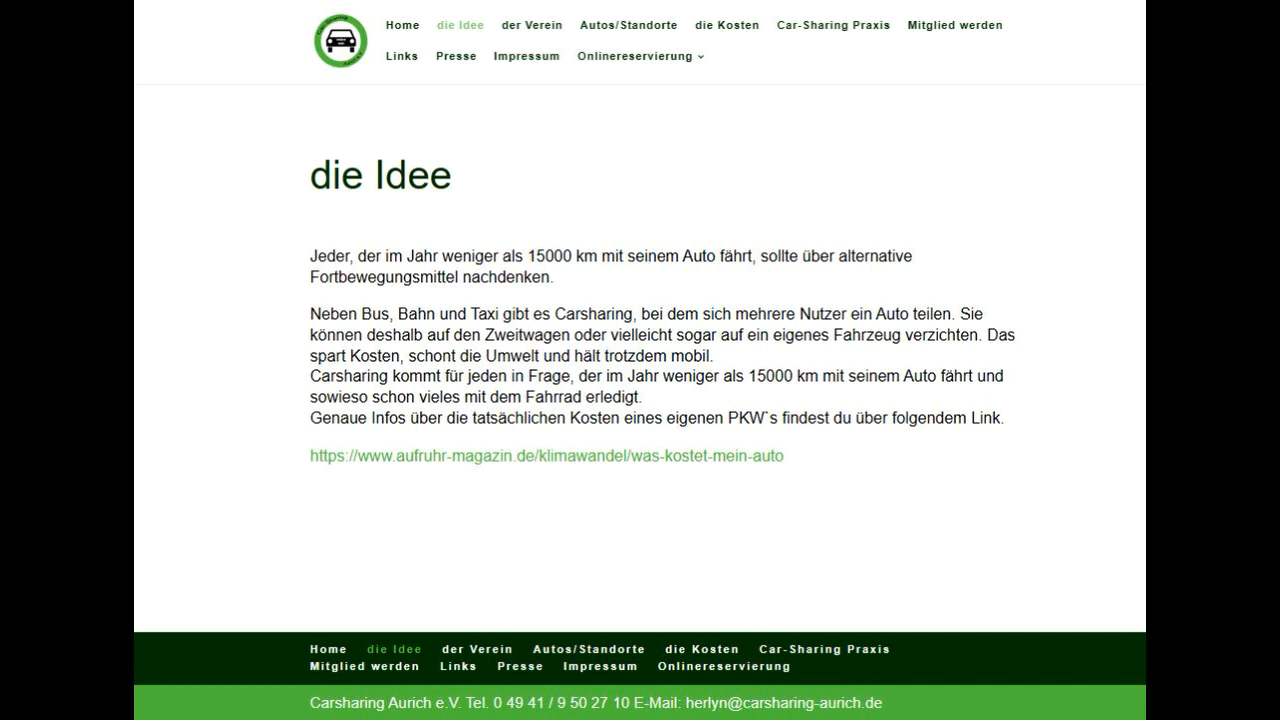 Car-Sharing
Home die Idee der Verein Autos/Standorte die Kosten Car-Sharing Praxis Mitglied werden
Links Presse Impressum Onlinereservierung
die Idee
Jeder, der im Jahr weniger als 15000 km mit seinem Auto fährt, sollte über alternative
Fortbewegungsmittel nachdenken.
Neben Bus, Bahn und Taxi gibt es Carsharing, bei dem sich mehrere Nutzer ein Auto teilen. Sie
können deshalb auf den Zweitwagen oder vielleicht sogar auf ein eigenes Fahrzeug verzichten. Das
spart Kosten, schont die Umwelt und hält trotzdem mobil.
Carsharing kommt für jeden in Frage, der im Jahr weniger als 15000 km mit seinem Auto fährt und
sowieso schon vieles mit dem Fahrrad erledigt.
Genaue Infos über die tatsächlichen Kosten eines eigenen PKW`s findest du über folgendem Link.
https://www.aufruhr-magazin.de/klimawandel/was-kostet-mein-auto
Home die Idee der Verein Autos/Standorte die Kosten Car-Sharing Praxis
Mitglied werden Links Presse Impressum Onlinereservierung
Carsharing Aurich e.V. Tel. 0 49 41 / 9 50 27 10 E-Mail: herlyn@carsharing-aurich.de